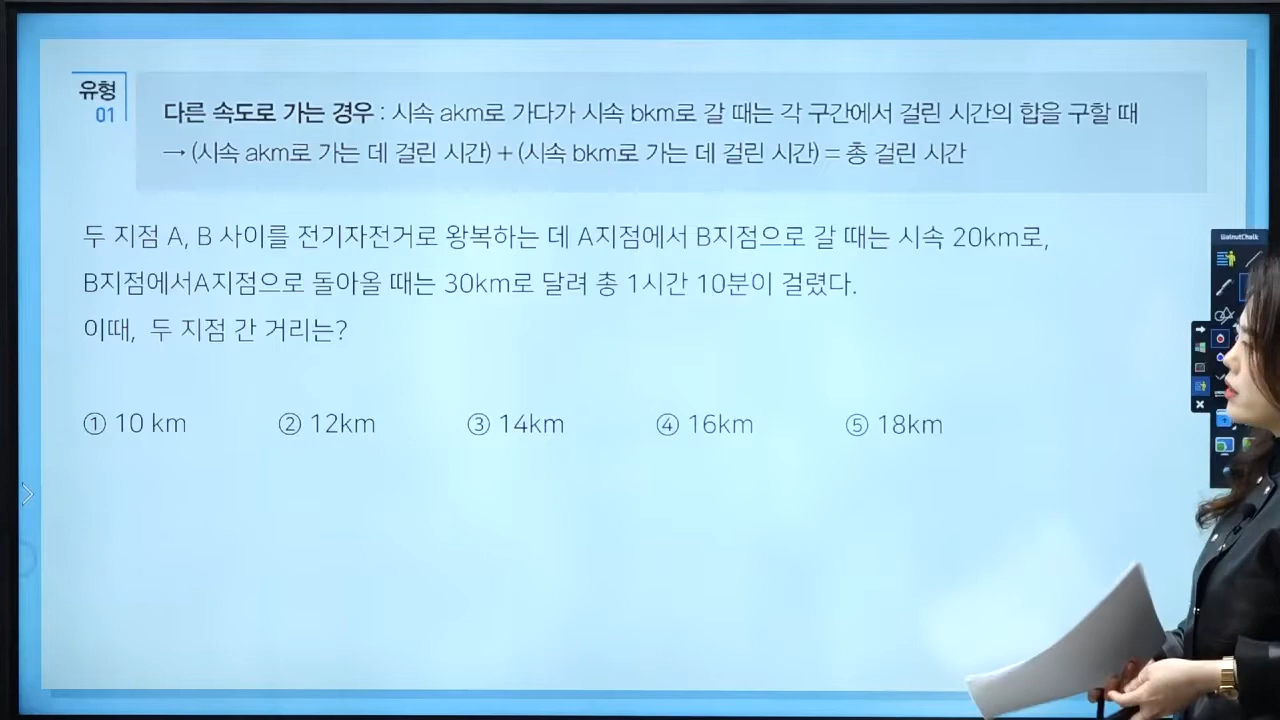 유형
01
다른 속도로 가는 경우 : 시속 akm로 가다가 시속 bkm로 갈 때는 각 구간에서 걸린 시간의 합을 구할 때
→ (시속 akm로 가는 데 걸린 시간) + (시속 bkm로 가는 데 걸린 시간) = 총 걸린 시간
두 지점 A, B 사이를 전기자전거로 왕복하는 데 A지점에서 B지점으로 갈 때는 시속 20km로,
B지점에서A지점으로 돌아올 때는 30km로 달려 총 1시간 10분이 걸렸다.
이때, 두 지점 간 거리는?
① 10 km ② 12km ③ 14km ④ 16km ⑤ 18km
WalnutChalk